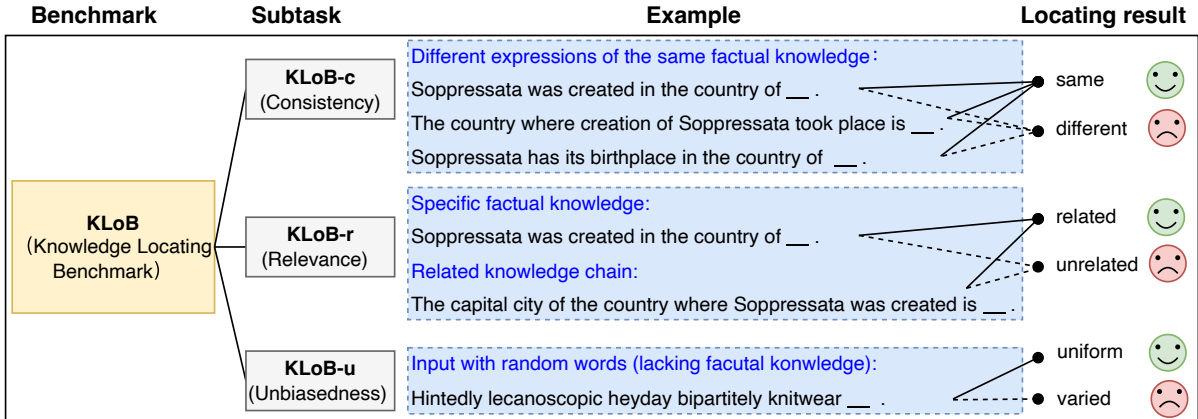 Benchmark Subtask Example Locating result
KLoB
(Knowledge Locating
Benchmark)
KLoB-c
(Consistency)
Different expressions of the same factual knowledge:
Soppressata was created in the country of __ .
The country where creation of Soppressata took place is __ .
Soppressata has its birthplace in the country of __ .
same
different
KLoB-r
(Relevance)
Specific factual knowledge:
Soppressata was created in the country of __ .
Related knowledge chain:
The capital city of the country where Soppressata was created is __ .
related
unrelated
KLoB-u
(Unbiasedness)
Input with random words (lacking facutal konwledge):
Hintedly lecanoscopic heyday bipartitely knitwear __ .
uniform
varied